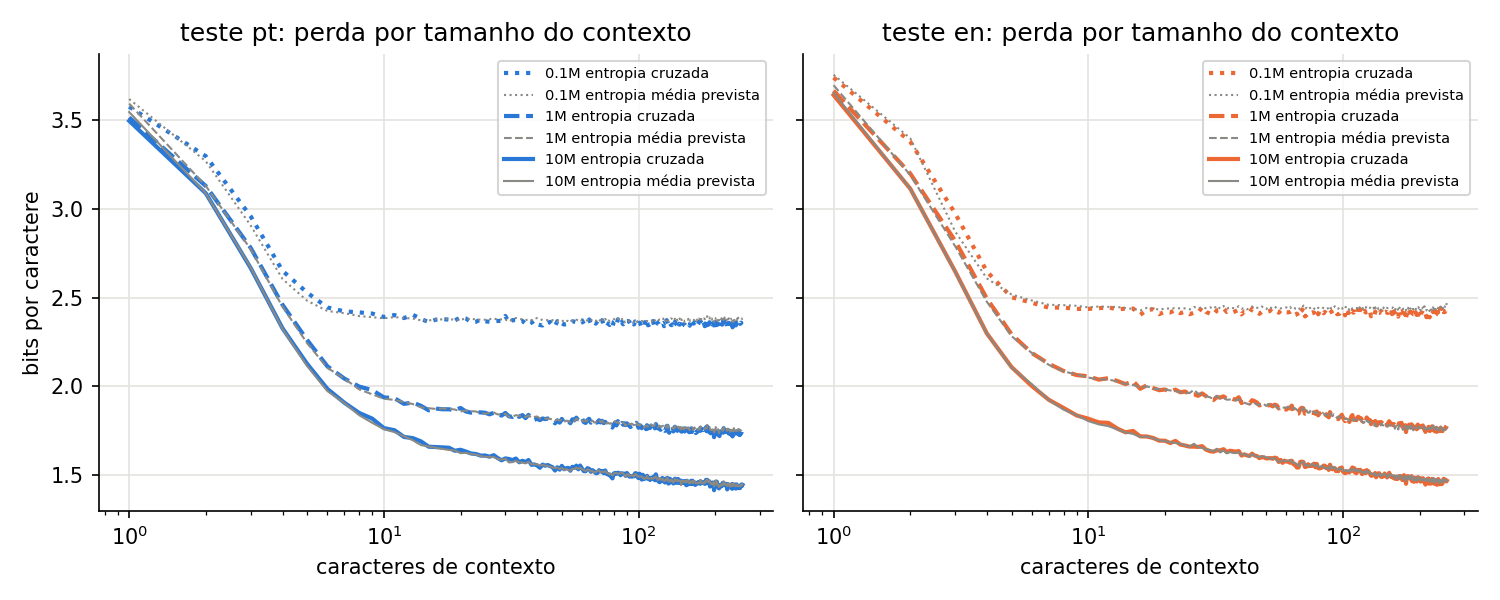 teste pt: perda por tamanho do contexto
0.1M entropia cruzada
0.1M entropia média prevista
1M entropia cruzada
1M entropia média prevista
10M entropia cruzada
10M entropia média prevista
3.5
3.0
2.5
2.0
1.5
bits por caractere
10⁰
10¹
10²
caracteres de contexto
teste en: perda por tamanho do contexto
0.1M entropia cruzada
0.1M entropia média prevista
1M entropia cruzada
1M entropia média prevista
10M entropia cruzada
10M entropia média prevista
10⁰
10¹
10²
caracteres de contexto